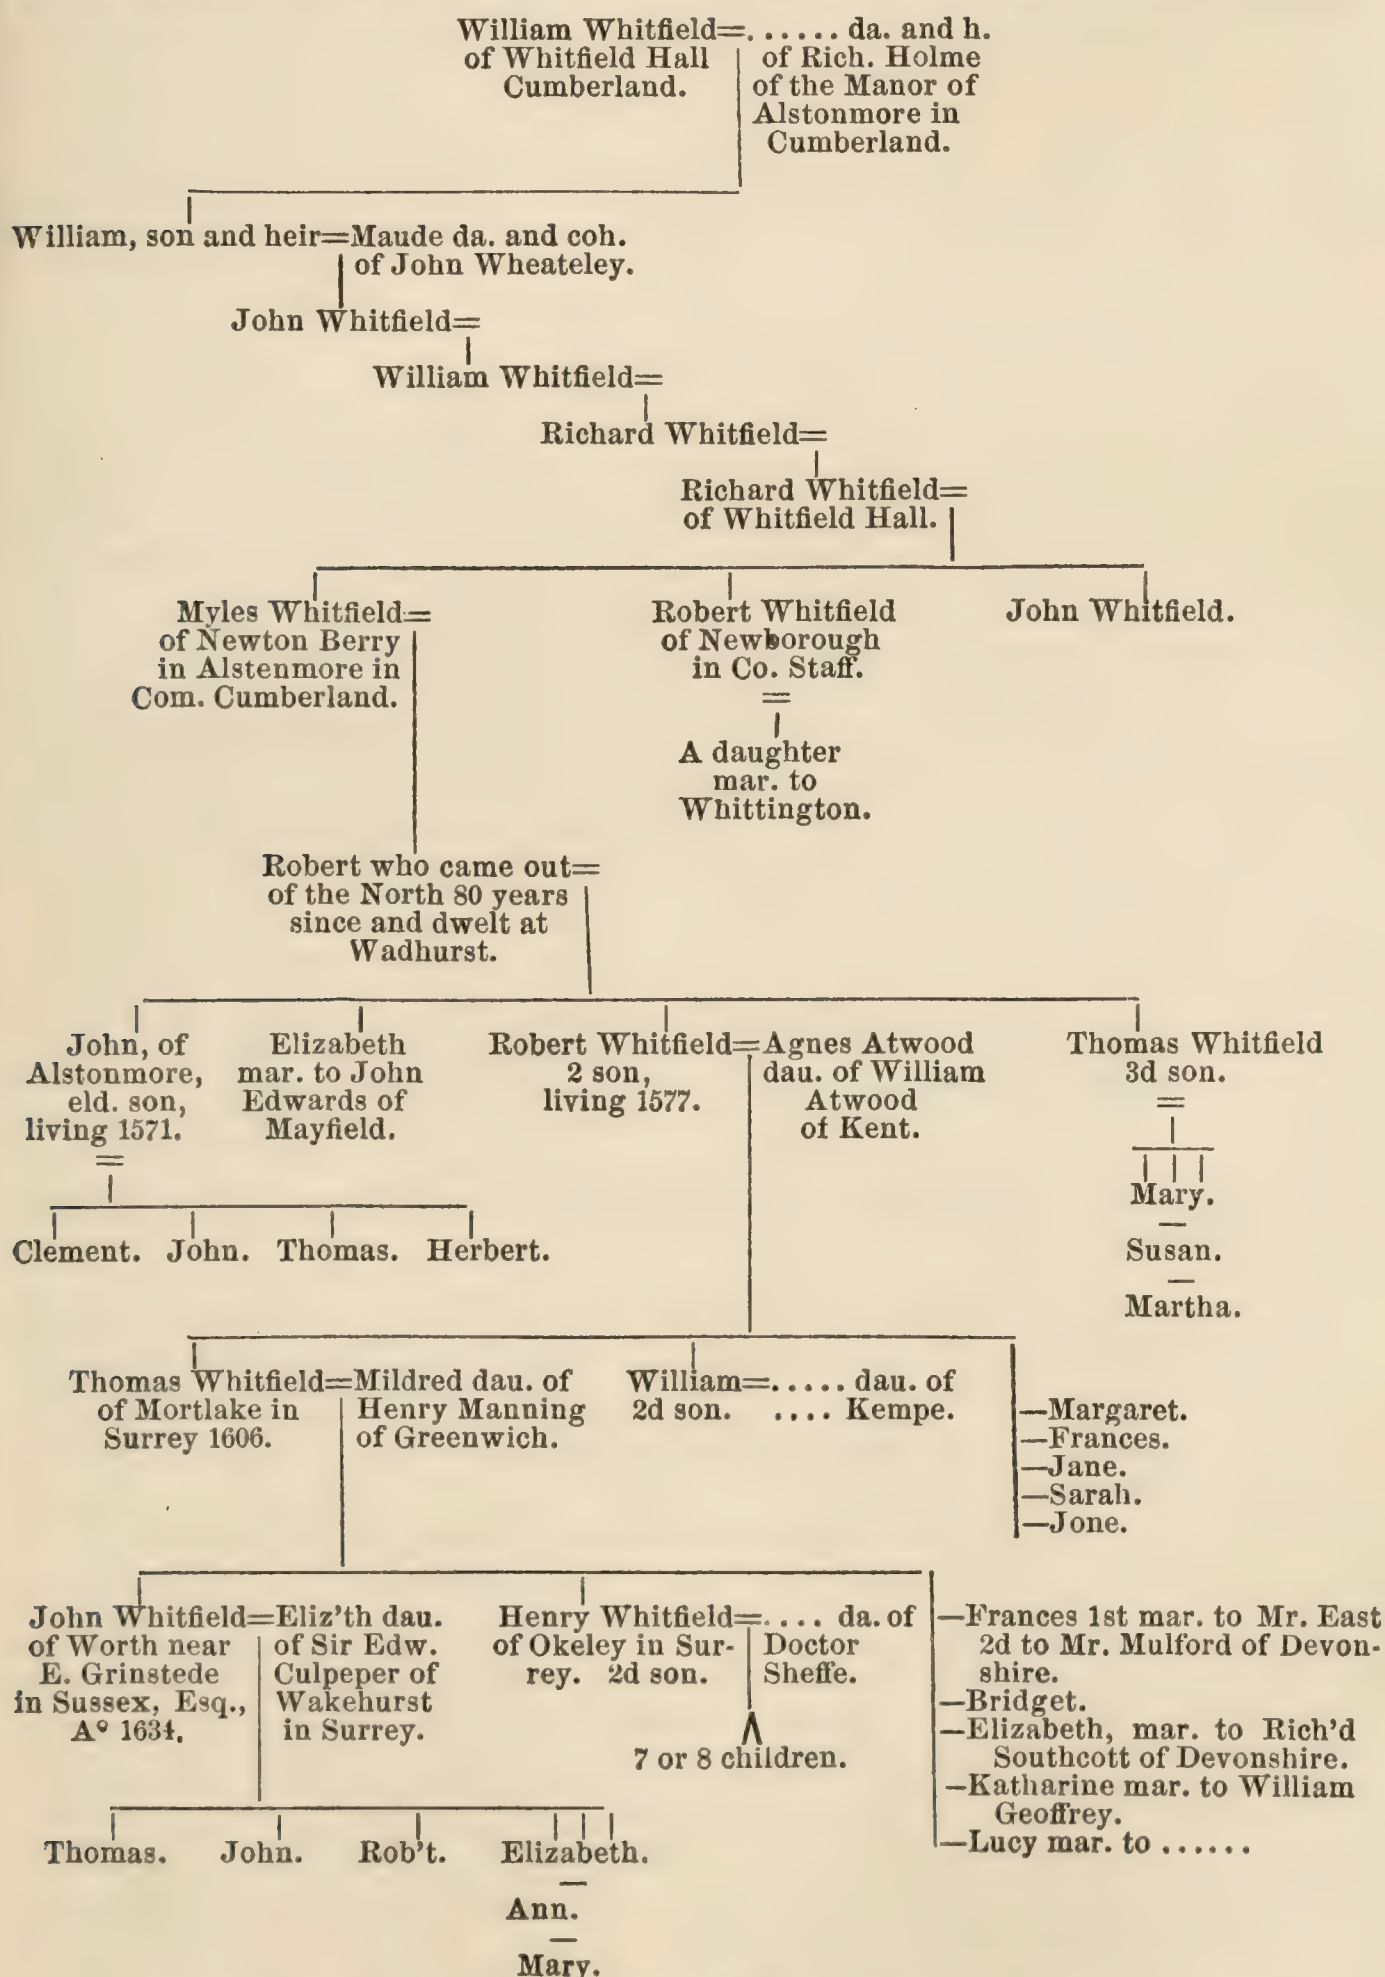 William Whitfield=. . . . . . da. and h.
of Whitfield Hall of Rich. Holme
Cumberland. of the Manor of
Alstonmore in
Cumberland.
William, son and heir=Maude da. and coh.
of John Wheateley.
John Whitfield=
William Whitfield=
Richard Whitfield=
Richard Whitfield=
of Whitfield Hall.
Myles Whitfield=
of Newton Berry
in Alstenmore in
Com. Cumberland.
Robert Whitfield
of Newborough
in Co. Staff.
=
A daughter
mar. to
Whittington.
John Whitfield.
Robert who came out=
of the North 80 years
since and dwelt at
Wadhurst.
John, of
Alstonmore,
eld. son,
living 1571.
=
Elizabeth
mar. to John
Edwards of
Mayfield.
Robert Whitfield=Agnes Atwood
2 son, dau. of William
living 1577. Atwood
of Kent.
Thomas Whitfield
3d son.
=
Mary.
—
Susan.
—
Martha.
Clement. John. Thomas. Herbert.
Thomas Whitfield=Mildred dau. of
of Mortlake in Henry Manning
Surrey 1606. of Greenwich.
William=. . . . . dau. of
2d son. . . . . Kempe.
—Margaret.
—Frances.
—Jane.
—Sarah.
—Jone.
John Whitfield=Eliz'th dau.
of Worth near of Sir Edw.
E. Grinstede Culpeper of
in Sussex, Esq., Wakehurst
A° 1634. in Surrey.
Henry Whitfield=. . . . da. of
of Okeley in Sur- Doctor
rey. 2d son. Sheffe.
7 or 8 children.
—Frances 1st mar. to Mr. East
2d to Mr. Mulford of Devon-
shire.
—Bridget.
—Elizabeth, mar. to Rich'd
Southcott of Devonshire.
—Katharine mar. to William
Geoffrey.
—Lucy mar. to . . . . . .
Thomas. John. Rob't. Elizabeth.
—
Ann.
—
Mary.